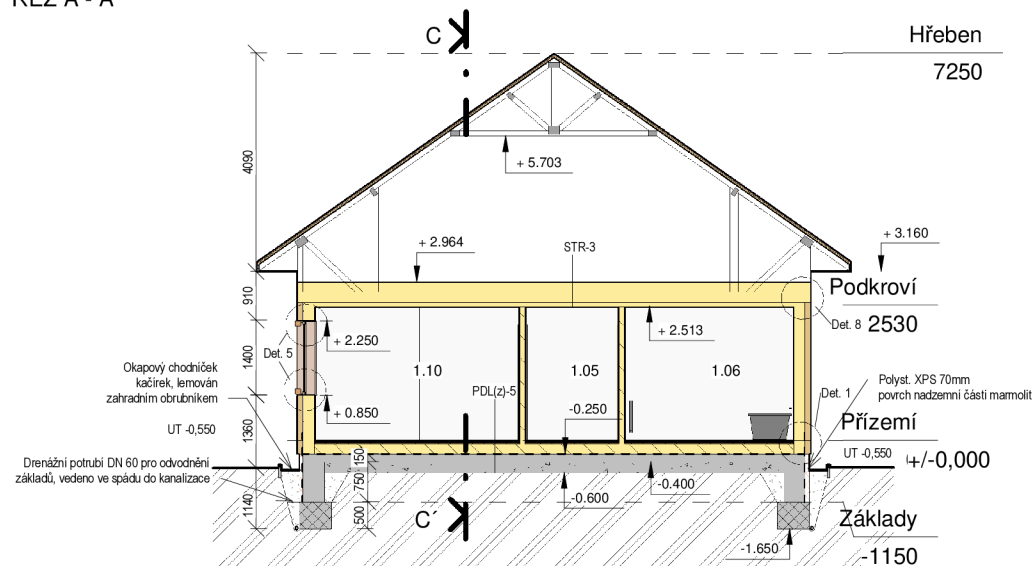 ŘEZ A - A
C
Hřeben
7250
4090
+ 5.703
+ 2.964
STR-3
+ 3.160
Podkroví
2530
910
Det. 8
+ 2.250
+ 2.513
Det. 5
1400
1.10
1.05
1.06
Okapový chodníček
kačírek, lemován
zahradním obrubníkem
UT -0,550
PDL(z)-5
+ 0.850
-0.250
Det. 1
Polyst. XPS 70mm
povrch nadzemní části marmolit
1360
Přízemí
UT -0,550
+/-0,000
Drenážní potrubí DN 60 pro odvodnění
základů, vedeno ve spádu do kanalizace
150
750
-0.600
-0.400
1140
500
C´
Základy
-1.650
-1150